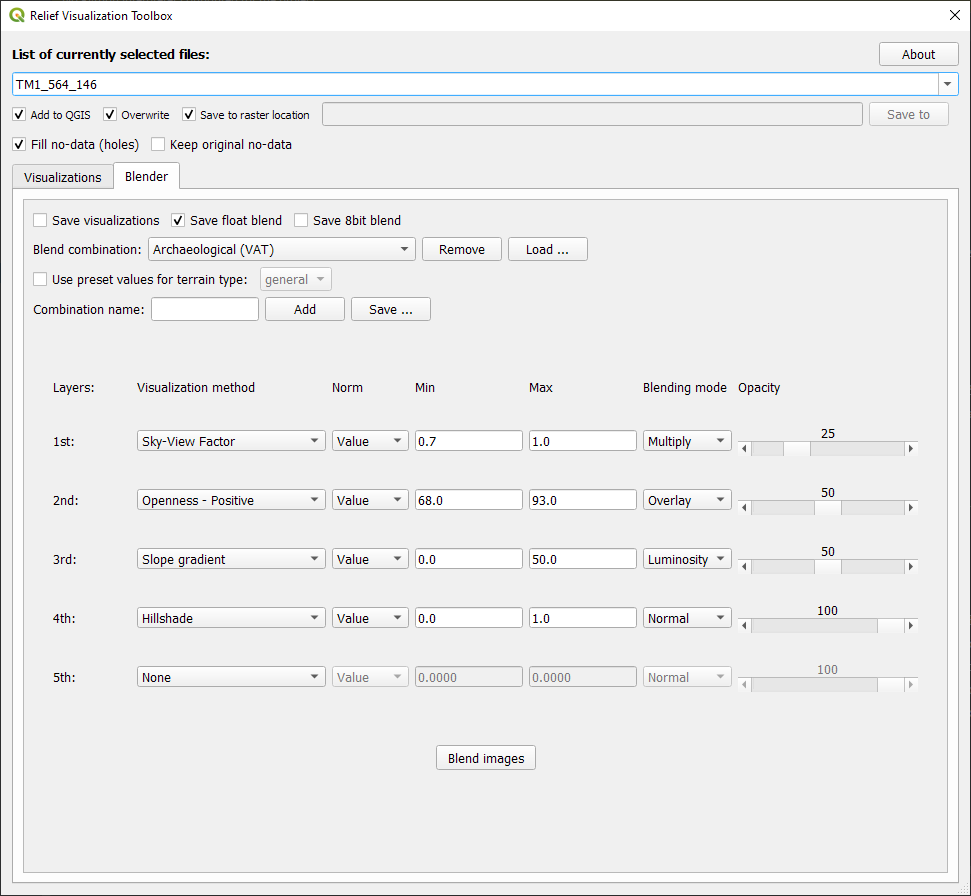 Relief Visualization Toolbox
List of currently selected files:
About
TM1_564_146
Add to QGIS Overwrite Save to raster location Save to
Fill no-data (holes) Keep original no-data
Visualizations Blender
Save visualizations Save float blend Save 8bit blend
Blend combination: Archaeological (VAT) Remove Load ...
Use preset values for terrain type: general
Combination name: Add Save ...
Layers: Visualization method Norm Min Max Blending mode Opacity
1st: Sky-View Factor Value 0.7 1.0 Multiply 25
2nd: Openness - Positive Value 68.0 93.0 Overlay 50
3rd: Slope gradient Value 0.0 50.0 Luminosity 50
4th: Hillshade Value 0.0 1.0 Normal 100
5th: None Value 0.0000 0.0000 Normal 100
Blend images